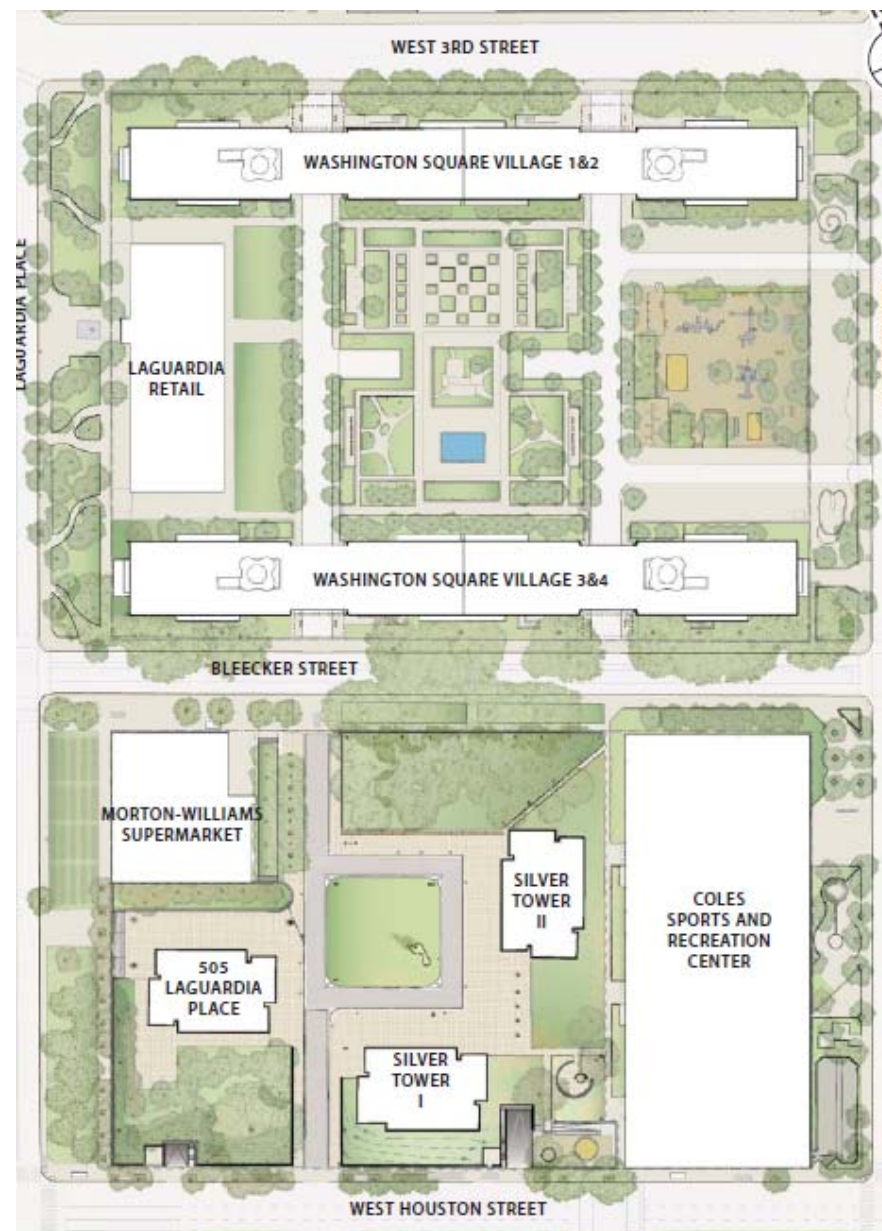 WEST 3RD STREET
WASHINGTON SQUARE VILLAGE 1&2
LAGUARDIA PLACE
LAGUARDIA
RETAIL
WASHINGTON SQUARE VILLAGE 3&4
BLEECKER STREET
MORTON-WILLIAMS
SUPERMARKET
SILVER
TOWER
II
COLES
SPORTS AND
RECREATION
CENTER
505
LAGUARDIA
PLACE
SILVER
TOWER
I
WEST HOUSTON STREET